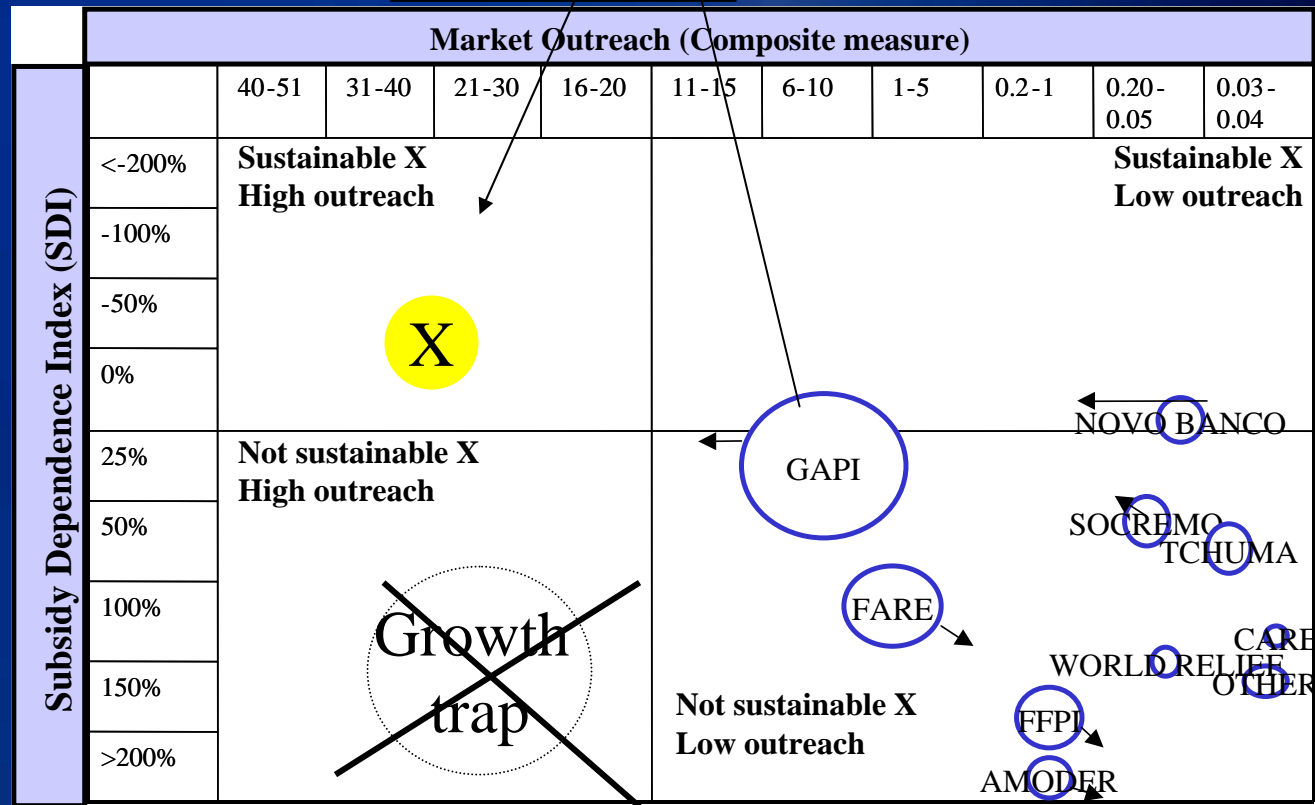 Market Outreach (Composite measure)
40-51 31-40 21-30 16-20 11-15 6-10 1-5 0.2-1 0.20- 0.03-
0.05 0.04
Subsidy Dependence Index (SDI)
<-200%
Sustainable X
High outreach
Sustainable X
Low outreach
-100%
-50%
X
0%
NOVO BANCO
25%
Not sustainable X
High outreach
GAPI
50%
SOCREMO
TCHUMA
100%
FARE
Growth
trap
CARE
WORLD RELIEF
OTHER
150%
Not sustainable X
Low outreach
FFPI
>200%
AMODER